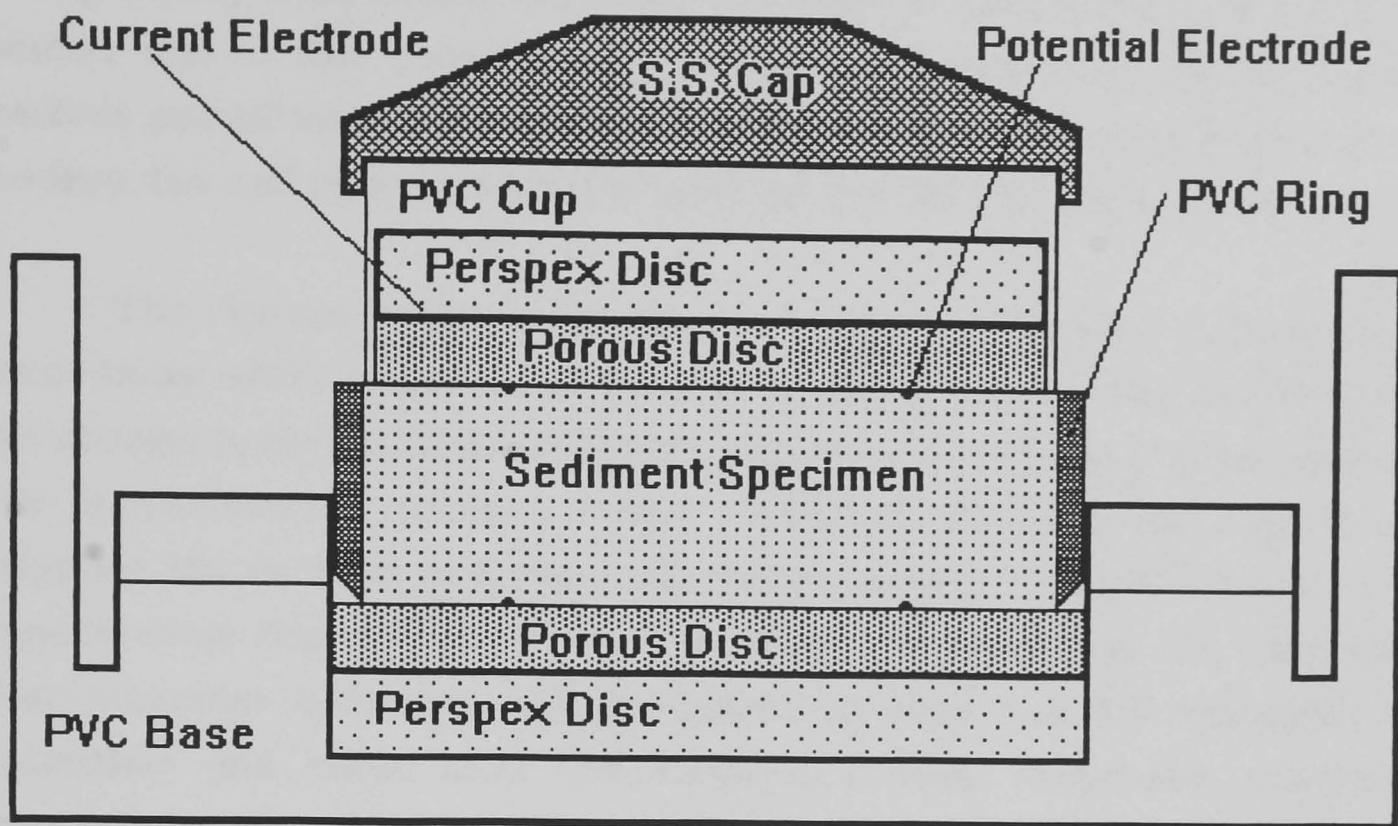 Current Electrode
Potential Electrode
S.S. Cap
PVC Cup
PVC Ring
Perspex Disc
Porous Disc
Sediment Specimen
Porous Disc
Perspex Disc
PVC Base